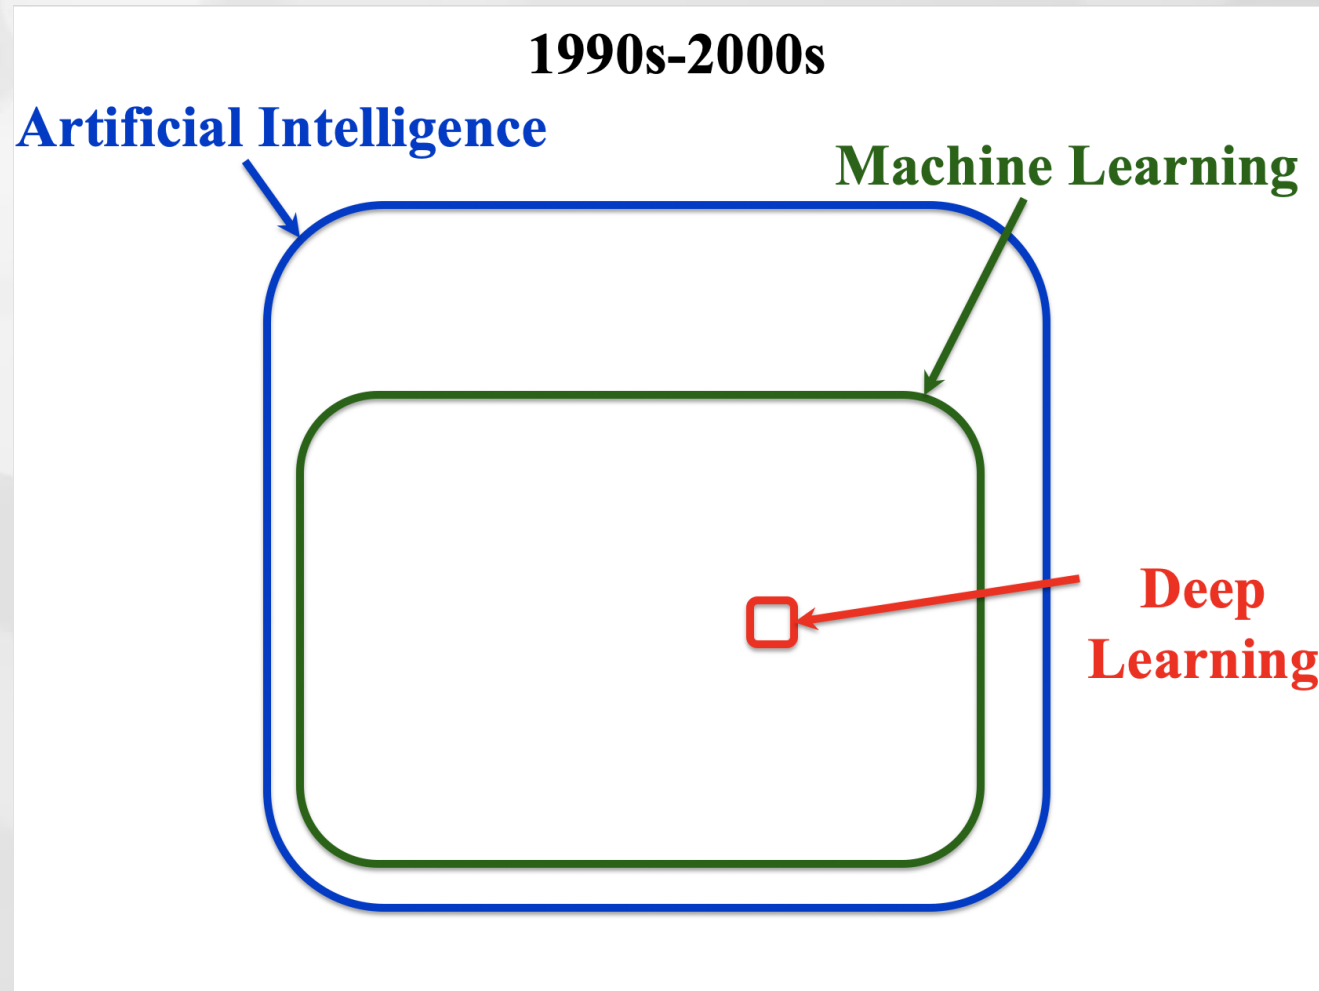 1990s-2000s
Artificial Intelligence
Machine Learning
Deep
Learning